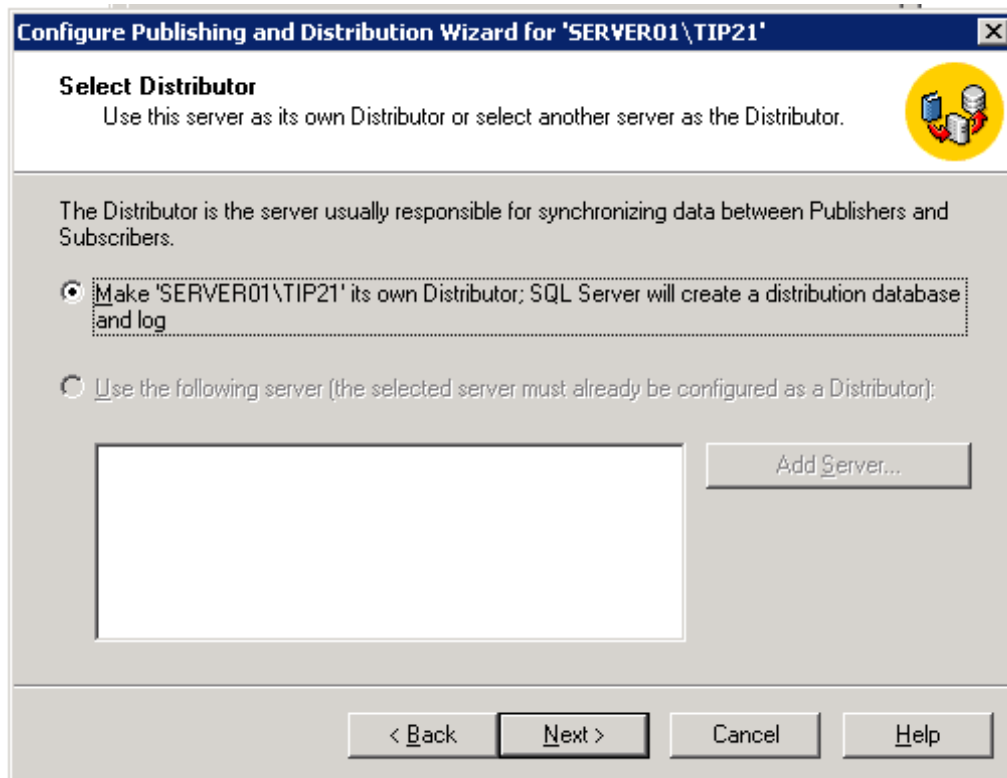 Configure Publishing and Distribution Wizard for 'SERVER01\TIP21'
Select Distributor
Use this server as its own Distributor or select another server as the Distributor.
The Distributor is the server usually responsible for synchronizing data between Publishers and
Subscribers.
Make 'SERVER01\TIP21' its own Distributor; SQL Server will create a distribution database
and log
Use the following server (the selected server must already be configured as a Distributor):
Add Server...
< Back
Next >
Cancel
Help